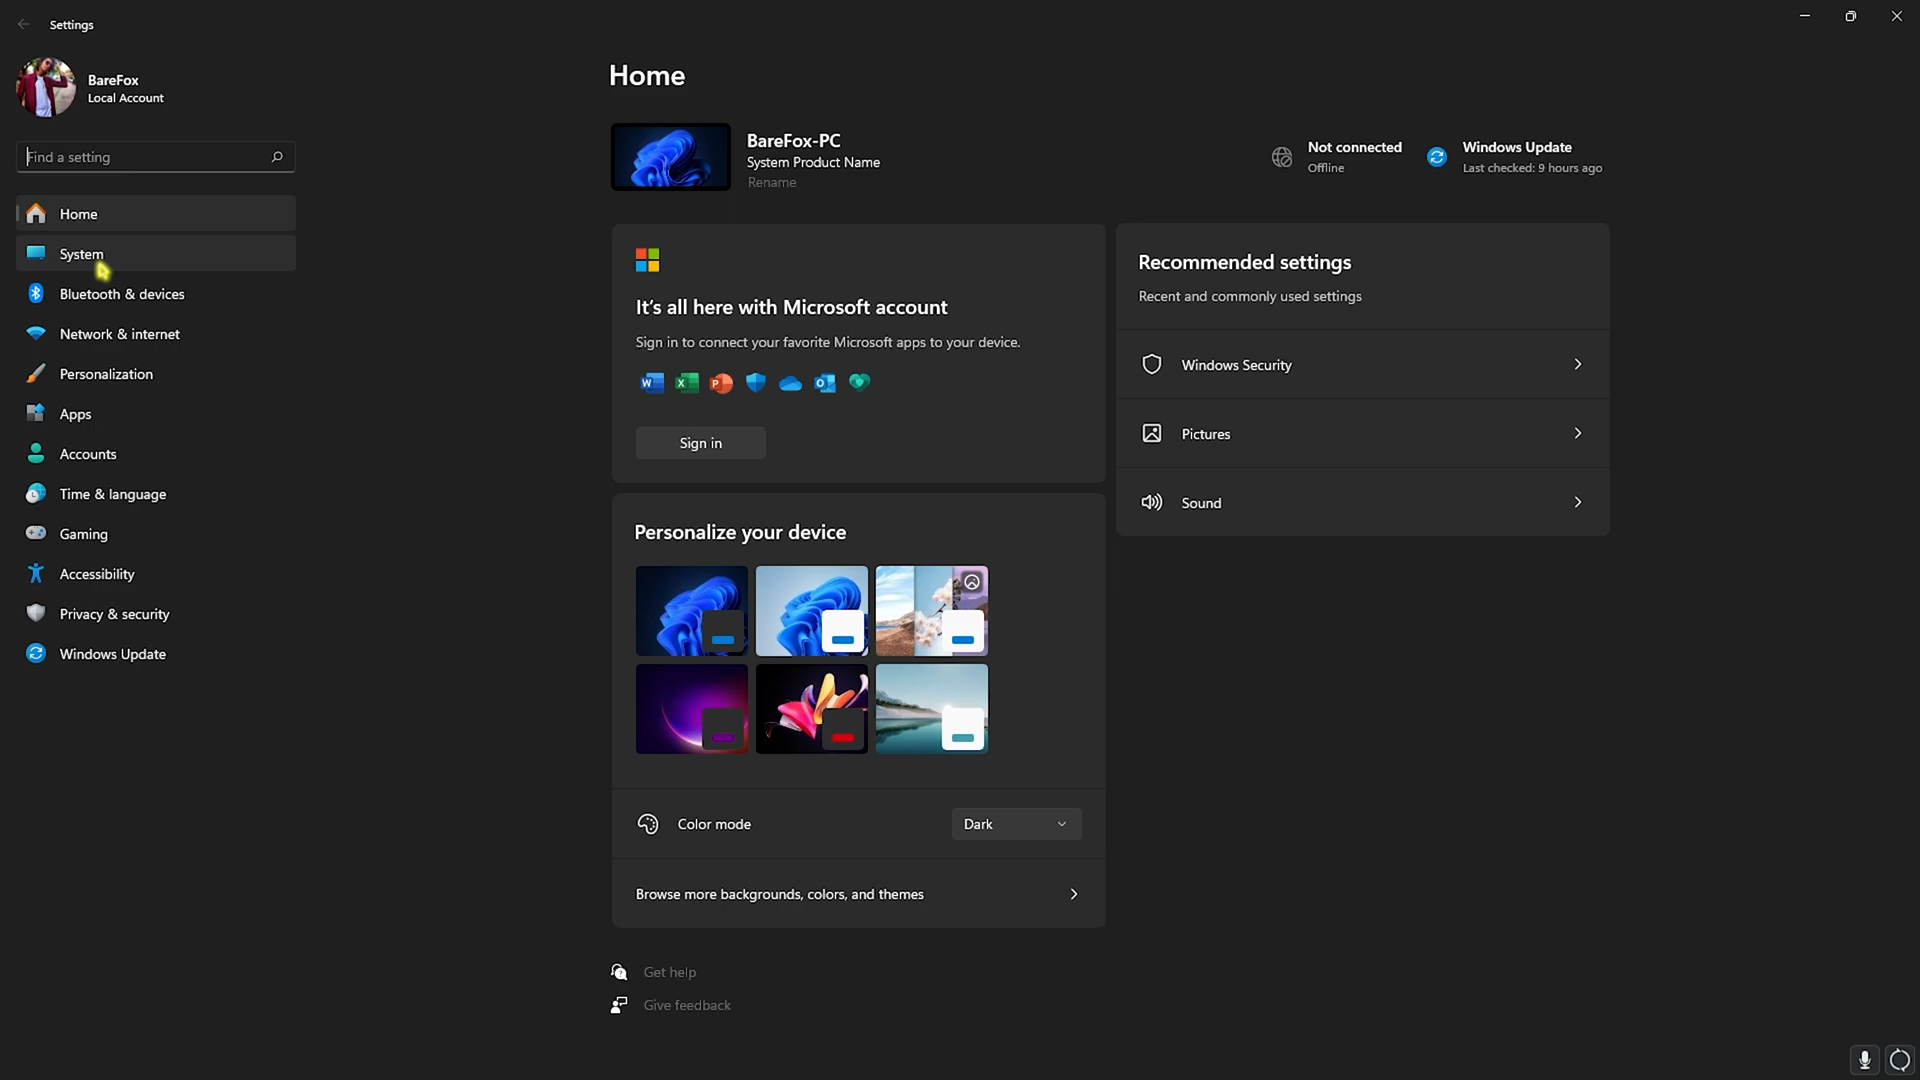 Settings
BareFox
Local Account
Find a setting
Home
System
Bluetooth & devices
Network & internet
Personalization
Apps
Accounts
Time & language
Gaming
Accessibility
Privacy & security
Windows Update
Home
BareFox-PC
System Product Name
Rename
Not connected
Offline
Windows Update
Last checked: 9 hours ago
It's all here with Microsoft account
Sign in to connect your favorite Microsoft apps to your device.
Sign in
Recommended settings
Recent and commonly used settings
Windows Security
Pictures
Sound
Personalize your device
Color mode
Dark
Browse more backgrounds, colors, and themes
Get help
Give feedback